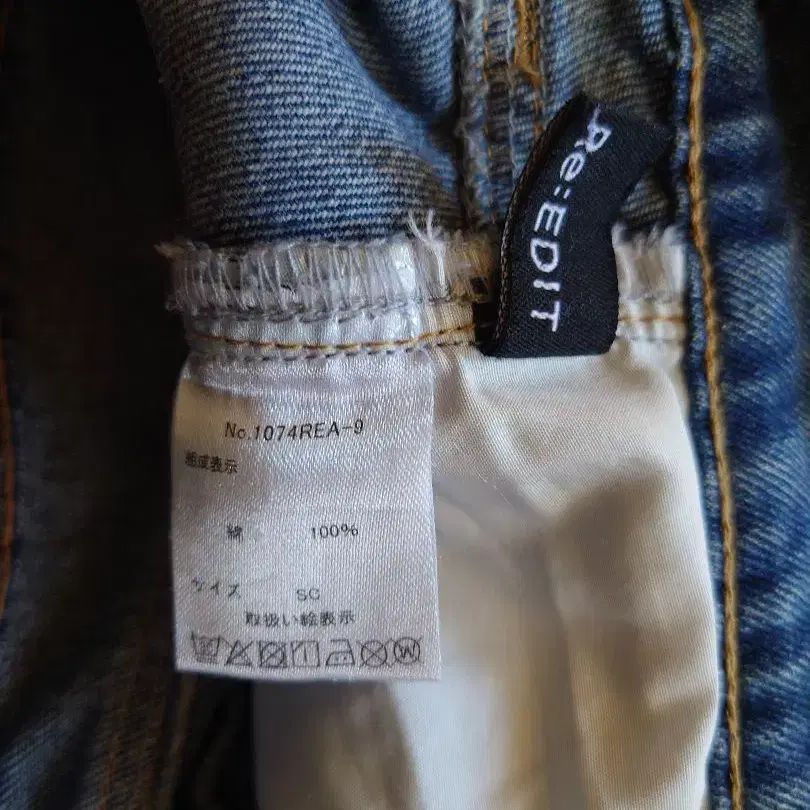 Re:EDIT
No.1074REA-9
組成表示
綿 100%
サイズ SC
取扱い絵表示